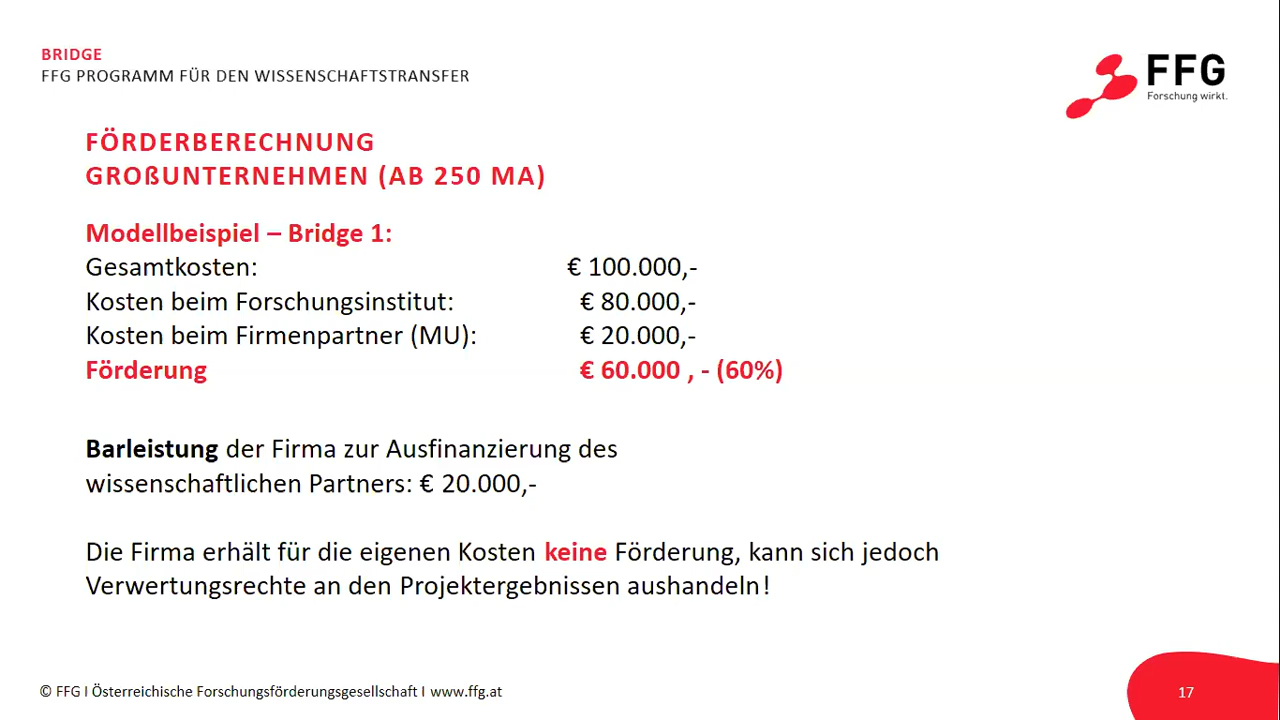 BRIDGE
FFG PROGRAMM FÜR DEN WISSENSCHAFTSTRANSFER
FFG
Forschung wirkt.
FÖRDERBERECHNUNG
GROßUNTERNEHMEN (AB 250 MA)
Modellbeispiel – Bridge 1:
Gesamtkosten: € 100.000,-
Kosten beim Forschungsinstitut: € 80.000,-
Kosten beim Firmenpartner (MU): € 20.000,-
Förderung € 60.000 , - (60%)
Barleistung der Firma zur Ausfinanzierung des
wissenschaftlichen Partners: € 20.000,-
Die Firma erhält für die eigenen Kosten keine Förderung, kann sich jedoch
Verwertungsrechte an den Projektergebnissen aushandeln!
© FFG I Österreichische Forschungsförderungsgesellschaft I www.ffg.at
17